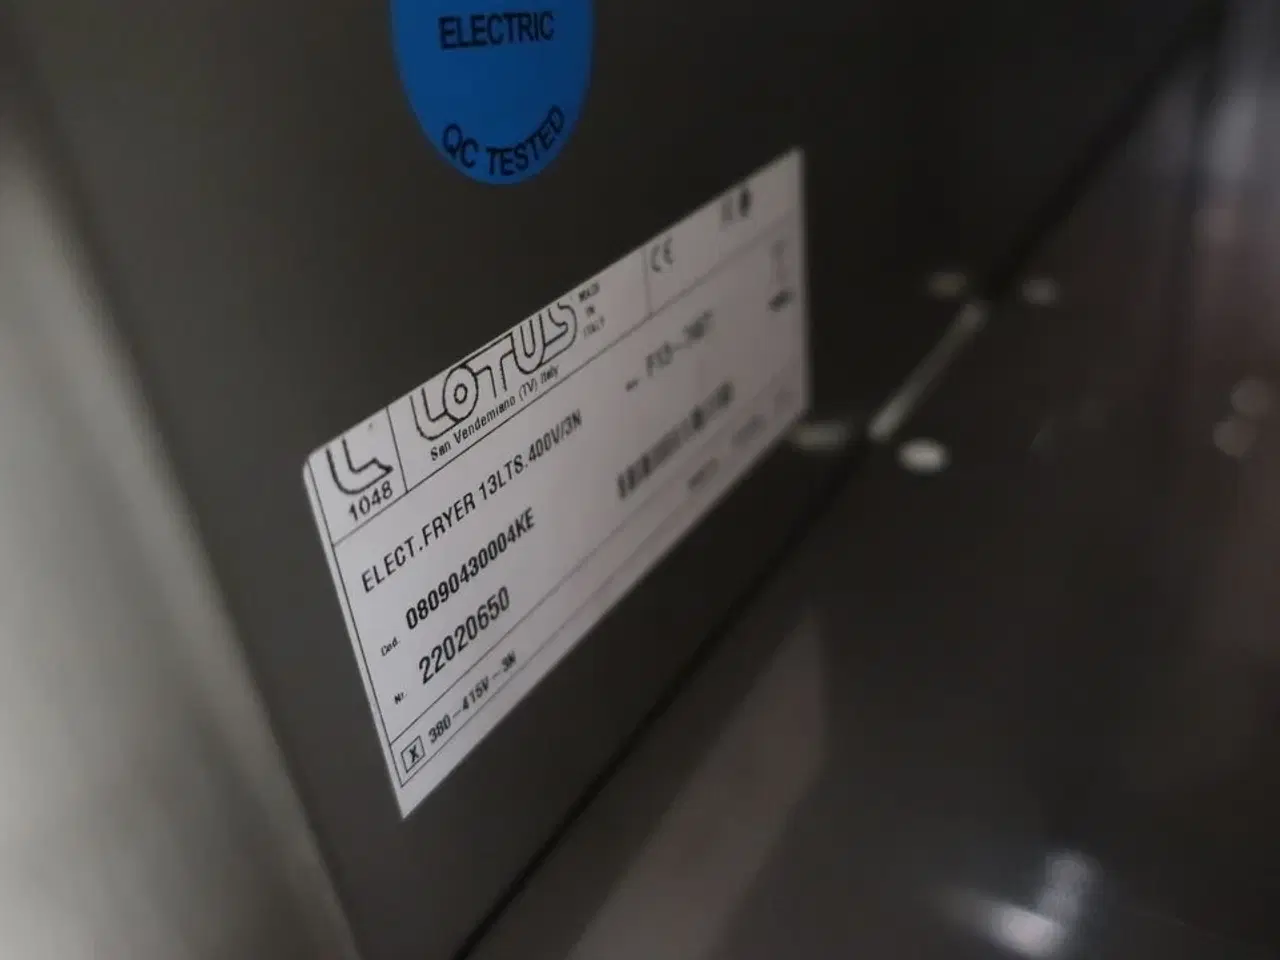 ELECTRIC
QC TESTED
1048
LOTUS
MADE
IN
ITALY
San Vendemiano (TV) Italy
CE
ELECT.FRYER 13LTS.400V/3N
Cod. 08090430004KE
Nr. 22020650
X 380-415V-3N